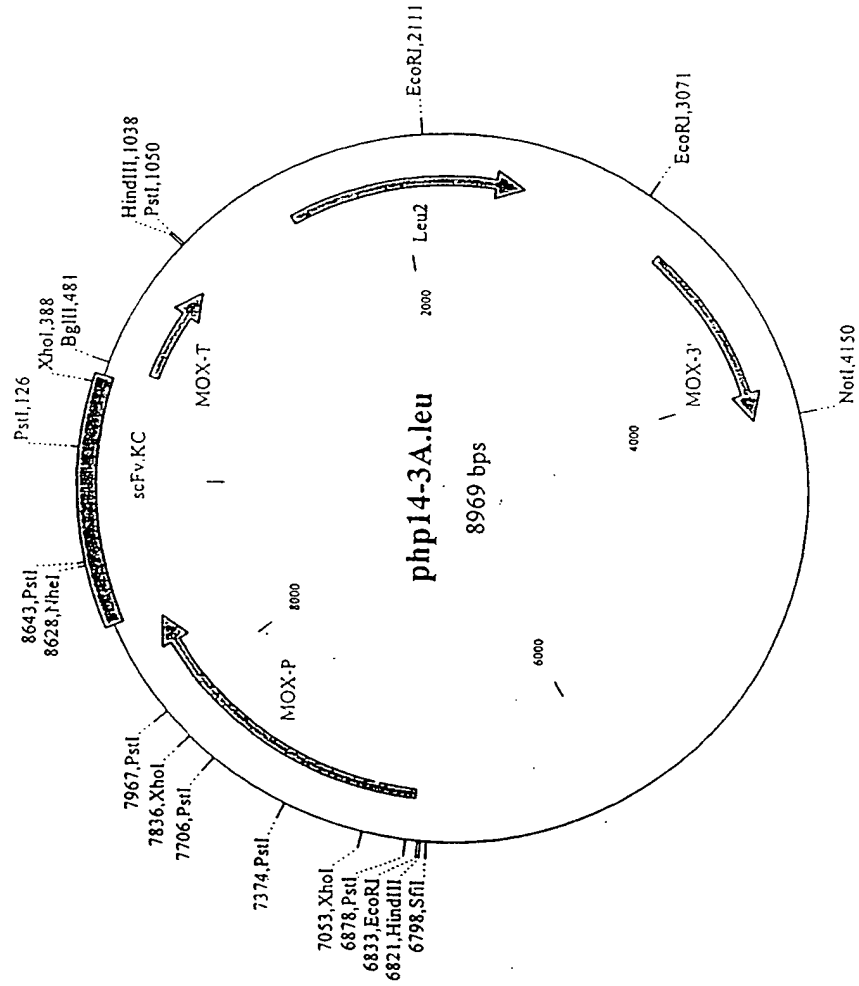 EcoRI,2111
EcoRI,3071
HindIII,1038
PstI,1050
XhoI,388
BglII,481
PstI,126
Leu2
2000
MOX-T
MOX-3'
NotI,4150
4000
scFv.KC
php14-3A.leu
8969 bps
8643,PstI
8628,NheI
8000
6000
MOX-P
7967,PstI
7836,XhoI
7706,PstI
7374,PstI
7053,XhoI
6878,PstI
6833,EcoRI
6821,HindIII
6798,SfiI